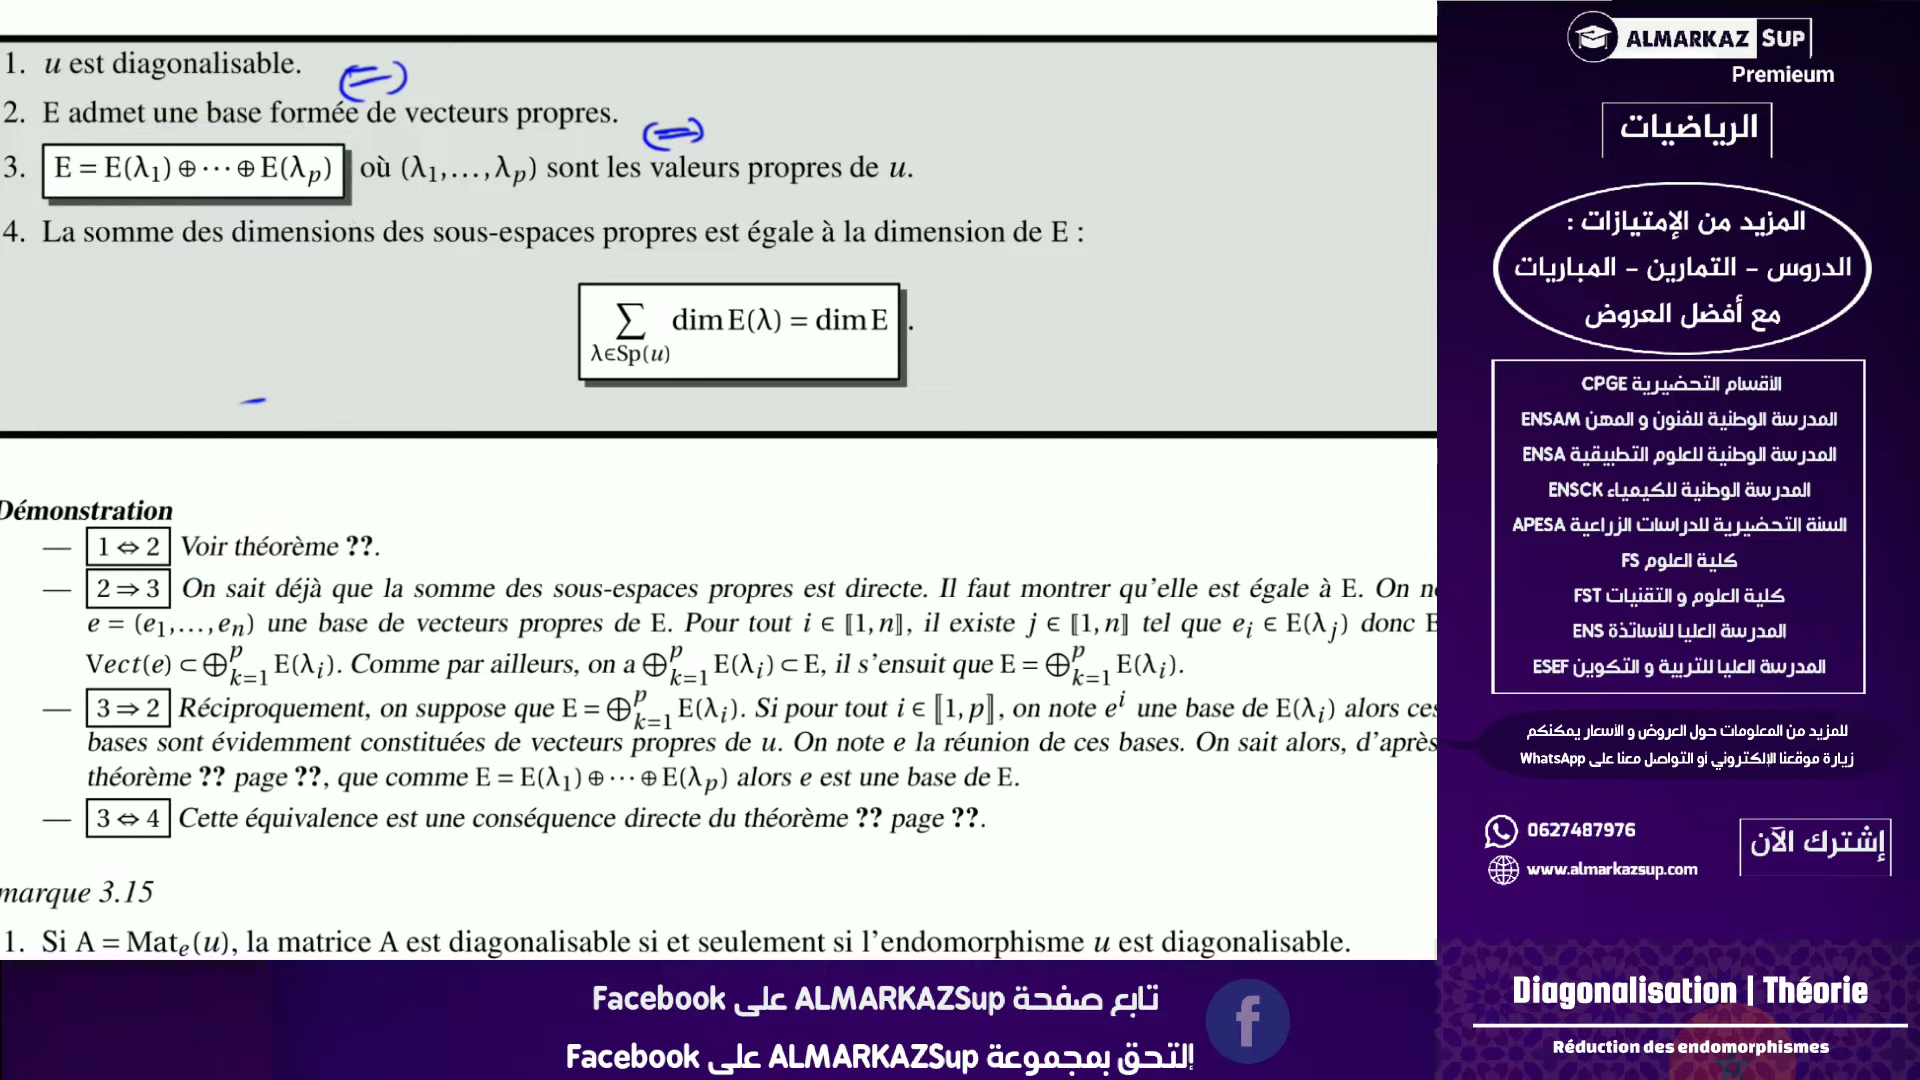 1. u est diagonalisable.
2. E admet une base formée de vecteurs propres.
3. E = E(λ₁) ⊕ ⋯ ⊕ E(λₚ) où (λ₁,…,λₚ) sont les valeurs propres de u.
4. La somme des dimensions des sous-espaces propres est égale à la dimension de E :
∑ dim E(λ) = dim E .
λ∈Sp(u)
Démonstration
— 1 ⇔ 2 Voir théorème ??.
— 2 ⇒ 3 On sait déjà que la somme des sous-espaces propres est directe. Il faut montrer qu'elle est égale à E. On
e = (e₁,…,eₙ) une base de vecteurs propres de E. Pour tout i ∈ ⟦1,n⟧, il existe j ∈ ⟦1,n⟧ tel que eᵢ ∈ E(λⱼ) donc E
Vect(e) ⊂ ⊕ᵖₖ₌₁ E(λᵢ). Comme par ailleurs, on a ⊕ᵖₖ₌₁ E(λᵢ) ⊂ E, il s'ensuit que E = ⊕ᵖₖ₌₁ E(λᵢ).
— 3 ⇒ 2 Réciproquement, on suppose que E = ⊕ᵖₖ₌₁ E(λᵢ). Si pour tout i ∈ ⟦1,p⟧, on note eⁱ une base de E(λᵢ) alors ces
bases sont évidemment constituées de vecteurs propres de u. On note e la réunion de ces bases. On sait alors, d'après
théorème ?? page ??, que comme E = E(λ₁) ⊕ ⋯ ⊕ E(λₚ) alors e est une base de E.
— 3 ⇔ 4 Cette équivalence est une conséquence directe du théorème ?? page ??.
marque 3.15
1. Si A = Matₑ(u), la matrice A est diagonalisable si et seulement si l'endomorphisme u est diagonalisable.
ALMARKAZ SUP
Premieum
الرياضيات
المزيد من الإمتيازات :
الدروس - التمارين - المباريات
مع أفضل العروض
الأقسام التحضيرية CPGE
المدرسة الوطنية للفنون و المهن ENSAM
المدرسة الوطنية للعلوم التطبيقية ENSA
المدرسة الوطنية للكيمياء ENSCK
السنة التحضيرية للدراسات الزراعية APESA
كلية العلوم FS
كلية العلوم و التقنيات FST
المدرسة العليا للأساتذة ENS
المدرسة العليا للتربية و التكوين ESEF
للمزيد من المعلومات حول العروض و الأسعار يمكنكم
زيارة موقعنا الإلكتروني أو التواصل معنا على WhatsApp
0627487976
www.almarkazsup.com
إشترك الآن
Diagonalisation | Théorie
Réduction des endomorphismes
تابع صفحة ALMARKAZSup على Facebook
إلتحق بمجموعة ALMARKAZSup على Facebook